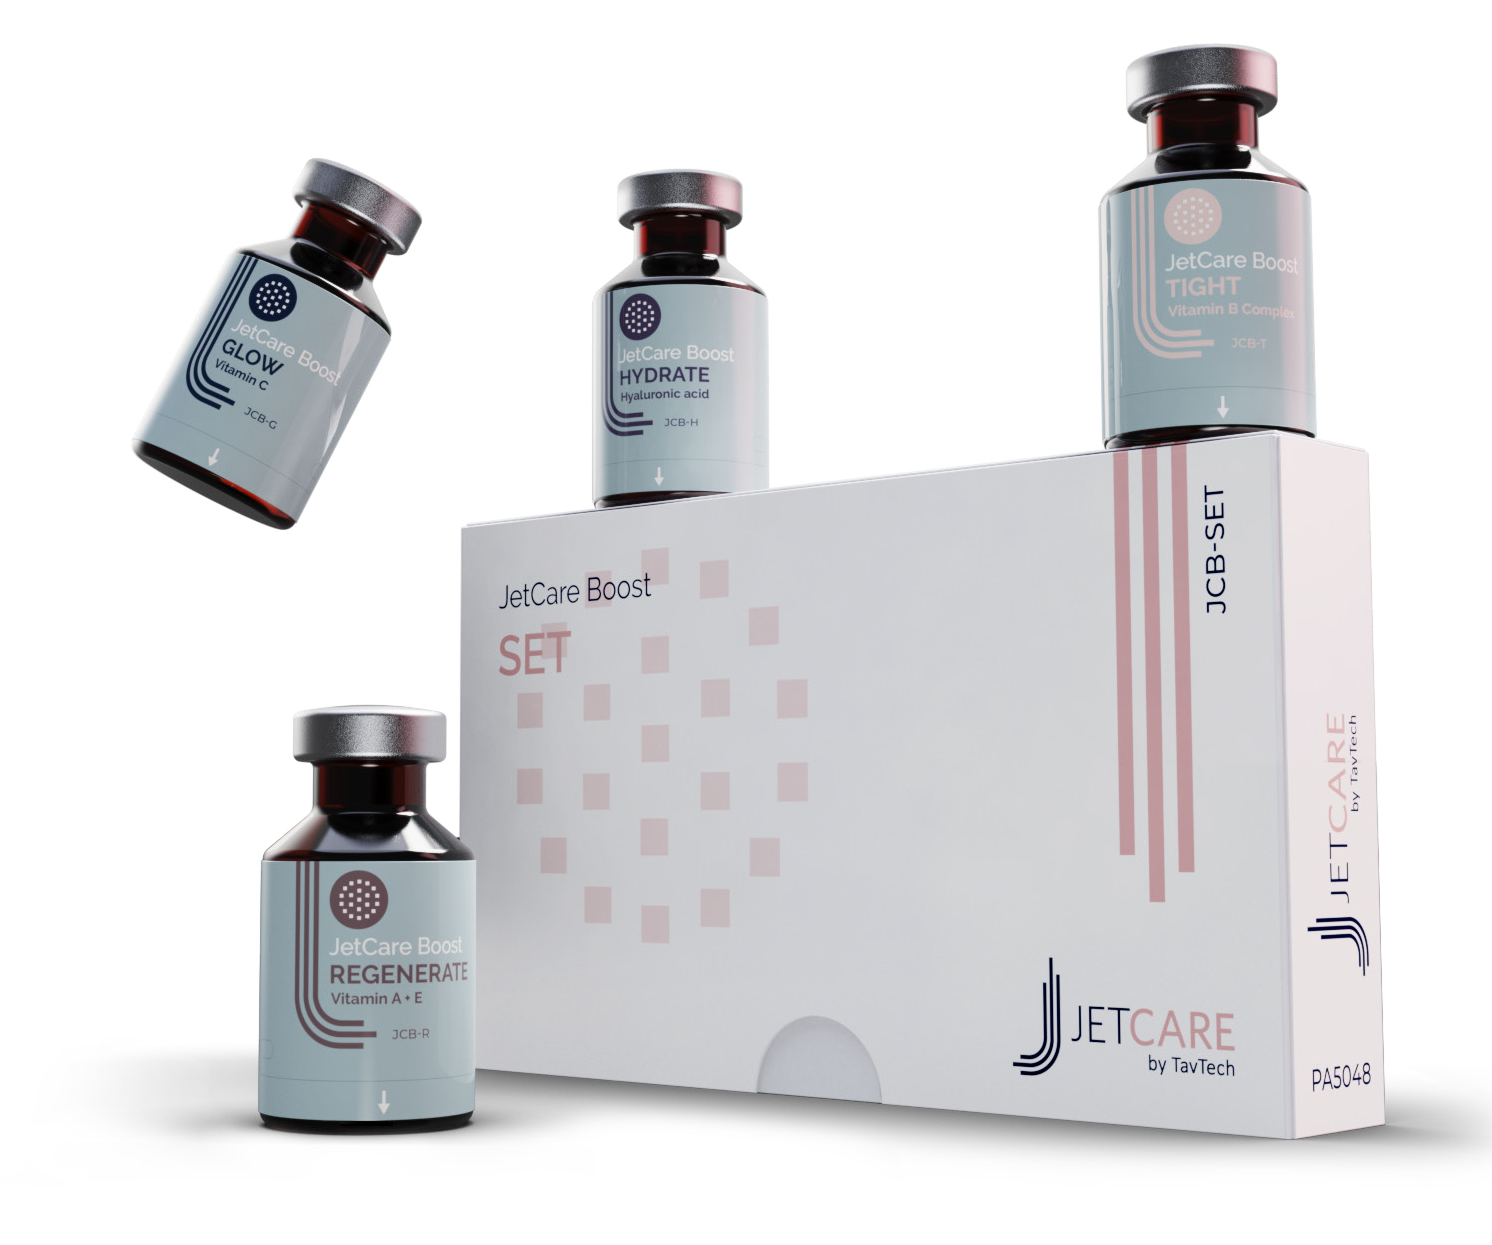 JetCare Boost
GLOW
Vitamin C
JCB-G
JetCare Boost
HYDRATE
Hyaluronic acid
JCB-H
JetCare Boost
TIGHT
Vitamin B Complex
JCB-T
JetCare Boost
SET
JCB-SET
JETCARE
by TavTech
JETCARE
by TavTech
PA5048
JetCare Boost
REGENERATE
Vitamin A + E
JCB-R